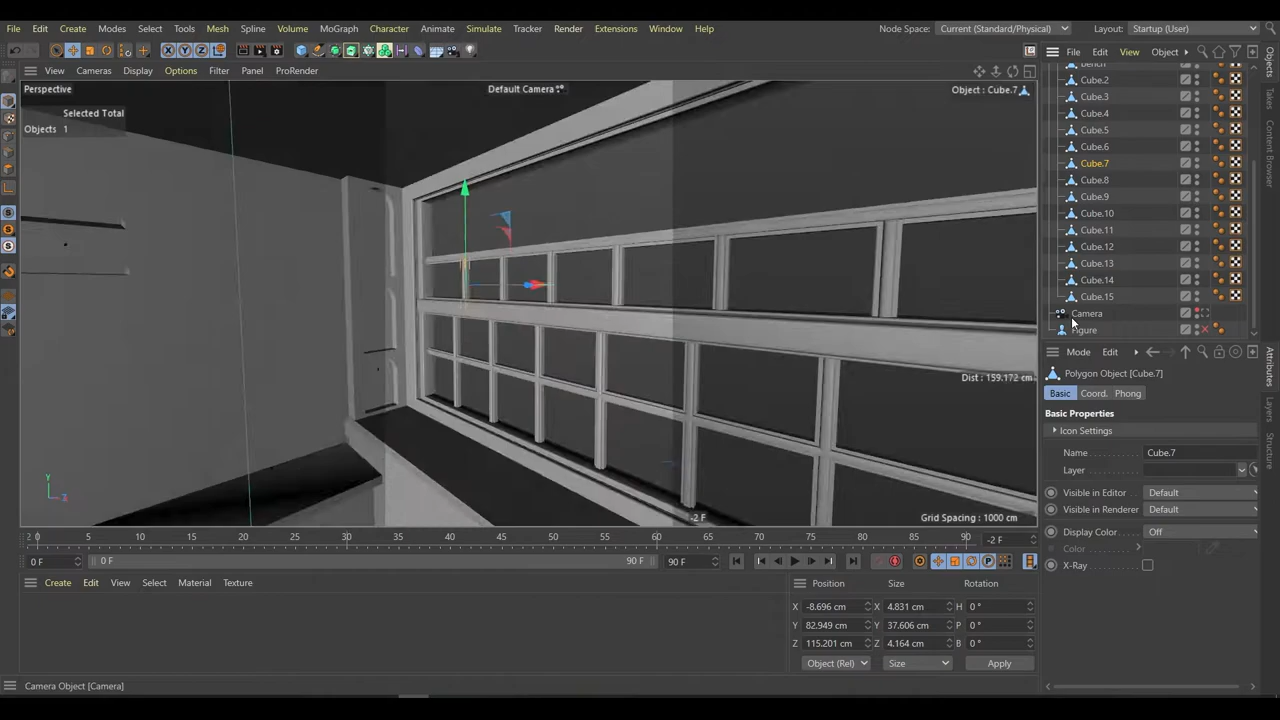 File Edit Create Modes Select Tools Mesh Spline Volume MoGraph Character Animate Simulate Tracker Render Extensions Window Help Node Space: Current (Standard/Physical) Layout: Startup (User)
File Edit View Object
View Cameras Display Options Filter Panel ProRender
Perspective
Default Camera
Object : Cube.7
Selected Total
Objects 1
Dist : 159.172 cm
Y
-2 F
Grid Spacing : 1000 cm
Cube.2
Cube.3
Cube.4
Cube.5
Cube.6
Cube.7
Cube.8
Cube.9
Cube.10
Cube.11
Cube.12
Cube.13
Cube.14
Cube.15
Camera
Figure
Objects
Takes
Content Browser
Attributes
Layers
Structure
Mode Edit
Polygon Object [Cube.7]
Basic Coord. Phong
Basic Properties
Icon Settings
Name Cube.7
Layer
Visible in Editor Default
Visible in Renderer Default
Display Color Off
Color
X-Ray
0 5 10 15 20 25 30 35 40 45 50 55 60 65 70 75 80 85 90 -2 F
0 F 0 F 90 F 90 F
Create Edit View Select Material Texture
Position Size Rotation
X -8.696 cm X 4.831 cm H 0 °
Y 82.949 cm Y 37.606 cm P 0 °
Z 115.201 cm Z 4.164 cm B 0 °
Object (Rel) Size Apply
Camera Object [Camera]